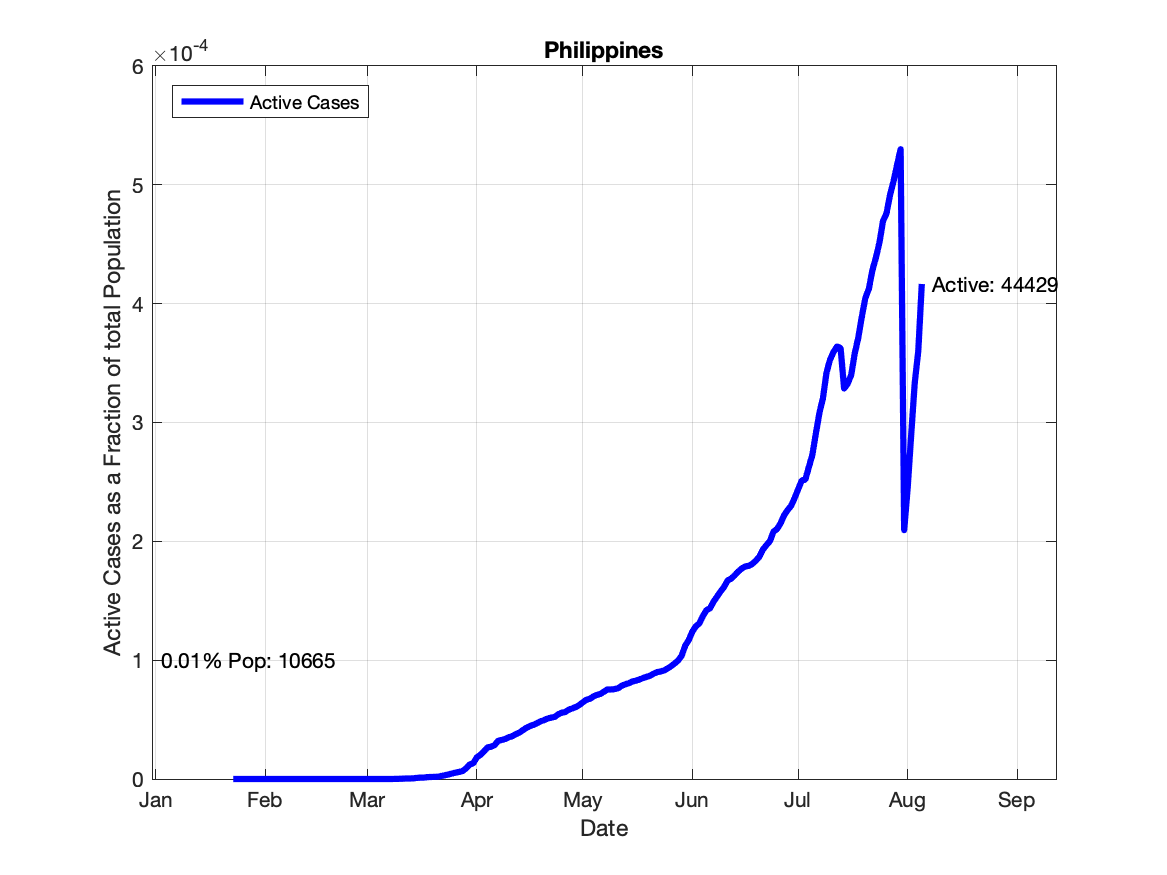 Philippines
×10-4
6
5
4
3
2
1
0
Active Cases as a Fraction of total Population
Active Cases
Active: 44429
0.01% Pop: 10665
Jan Feb Mar Apr May Jun Jul Aug Sep
Date